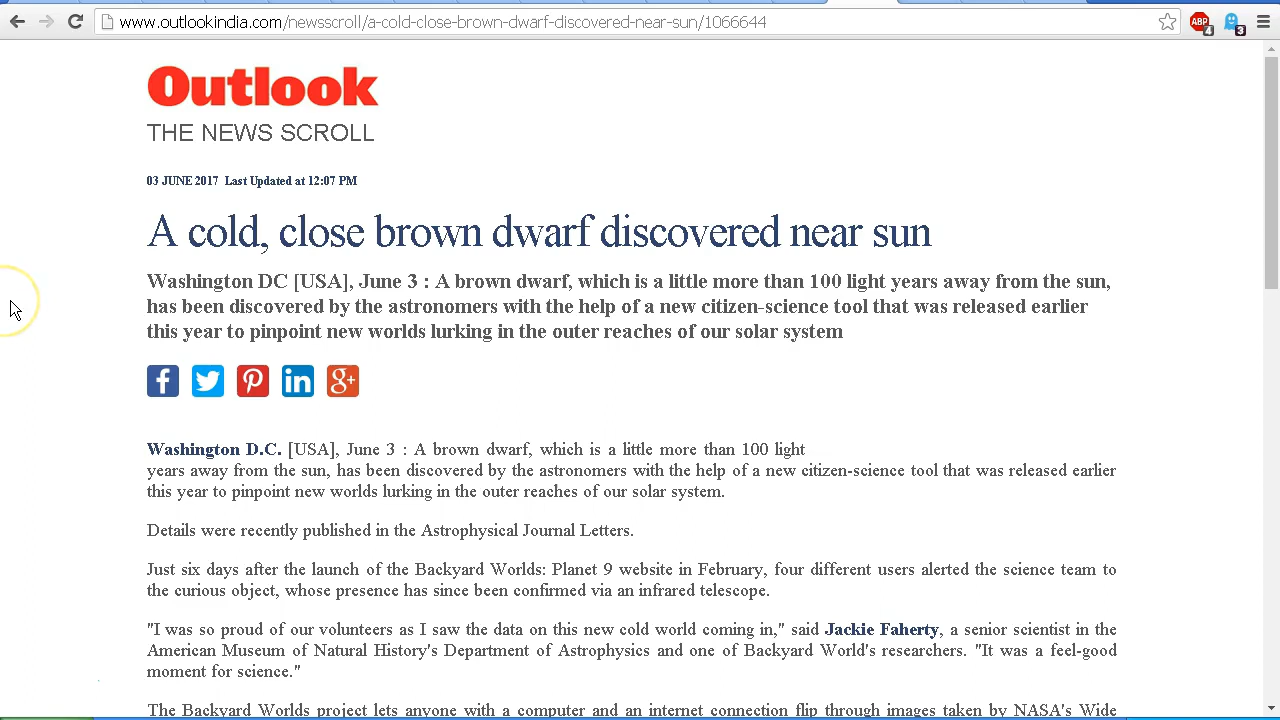 www.outlookindia.com/newsscroll/a-cold-close-brown-dwarf-discovered-near-sun/1066644
ABP 4 3
Outlook
THE NEWS SCROLL
03 JUNE 2017 Last Updated at 12:07 PM
A cold, close brown dwarf discovered near sun
Washington DC [USA], June 3 : A brown dwarf, which is a little more than 100 light years away from the sun,
has been discovered by the astronomers with the help of a new citizen-science tool that was released earlier
this year to pinpoint new worlds lurking in the outer reaches of our solar system
Washington D.C. [USA], June 3 : A brown dwarf, which is a little more than 100 light
years away from the sun, has been discovered by the astronomers with the help of a new citizen-science tool that was released earlier
this year to pinpoint new worlds lurking in the outer reaches of our solar system.
Details were recently published in the Astrophysical Journal Letters.
Just six days after the launch of the Backyard Worlds: Planet 9 website in February, four different users alerted the science team to
the curious object, whose presence has since been confirmed via an infrared telescope.
"I was so proud of our volunteers as I saw the data on this new cold world coming in," said Jackie Faherty, a senior scientist in the
American Museum of Natural History's Department of Astrophysics and one of Backyard World's researchers. "It was a feel-good
moment for science."
The Backyard Worlds project lets anyone with a computer and an internet connection flip through images taken by NASA's Wide